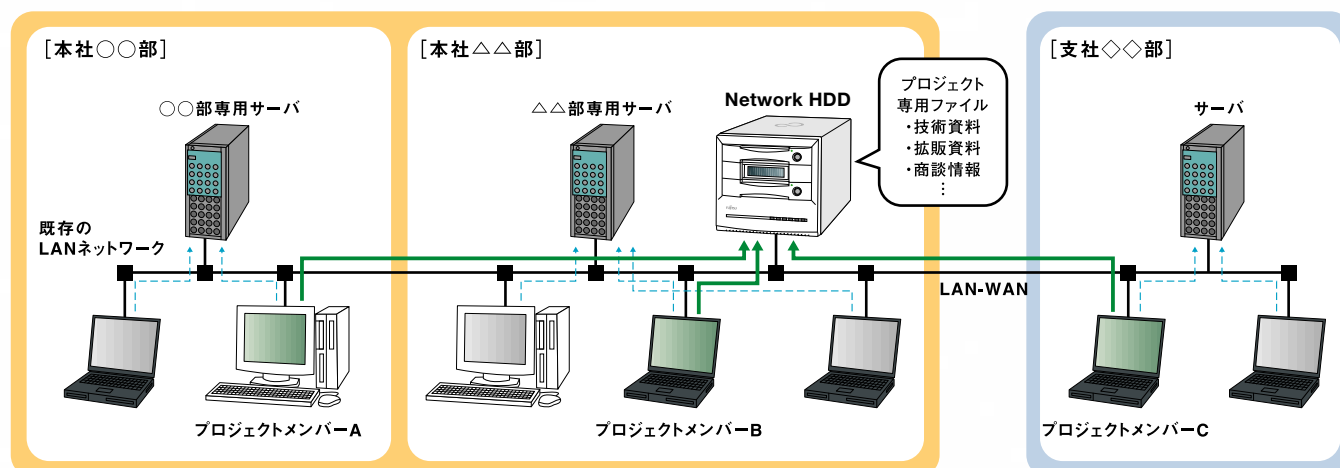 [本社○○部]
[本社△△部]
[支社◇◇部]
○○部専用サーバ
△△部専用サーバ
Network HDD
プロジェクト
専用ファイル
・技術資料
・拡販資料
・商談情報
⋮
サーバ
既存の
LANネットワーク
LAN-WAN
プロジェクトメンバーA
プロジェクトメンバーB
プロジェクトメンバーC